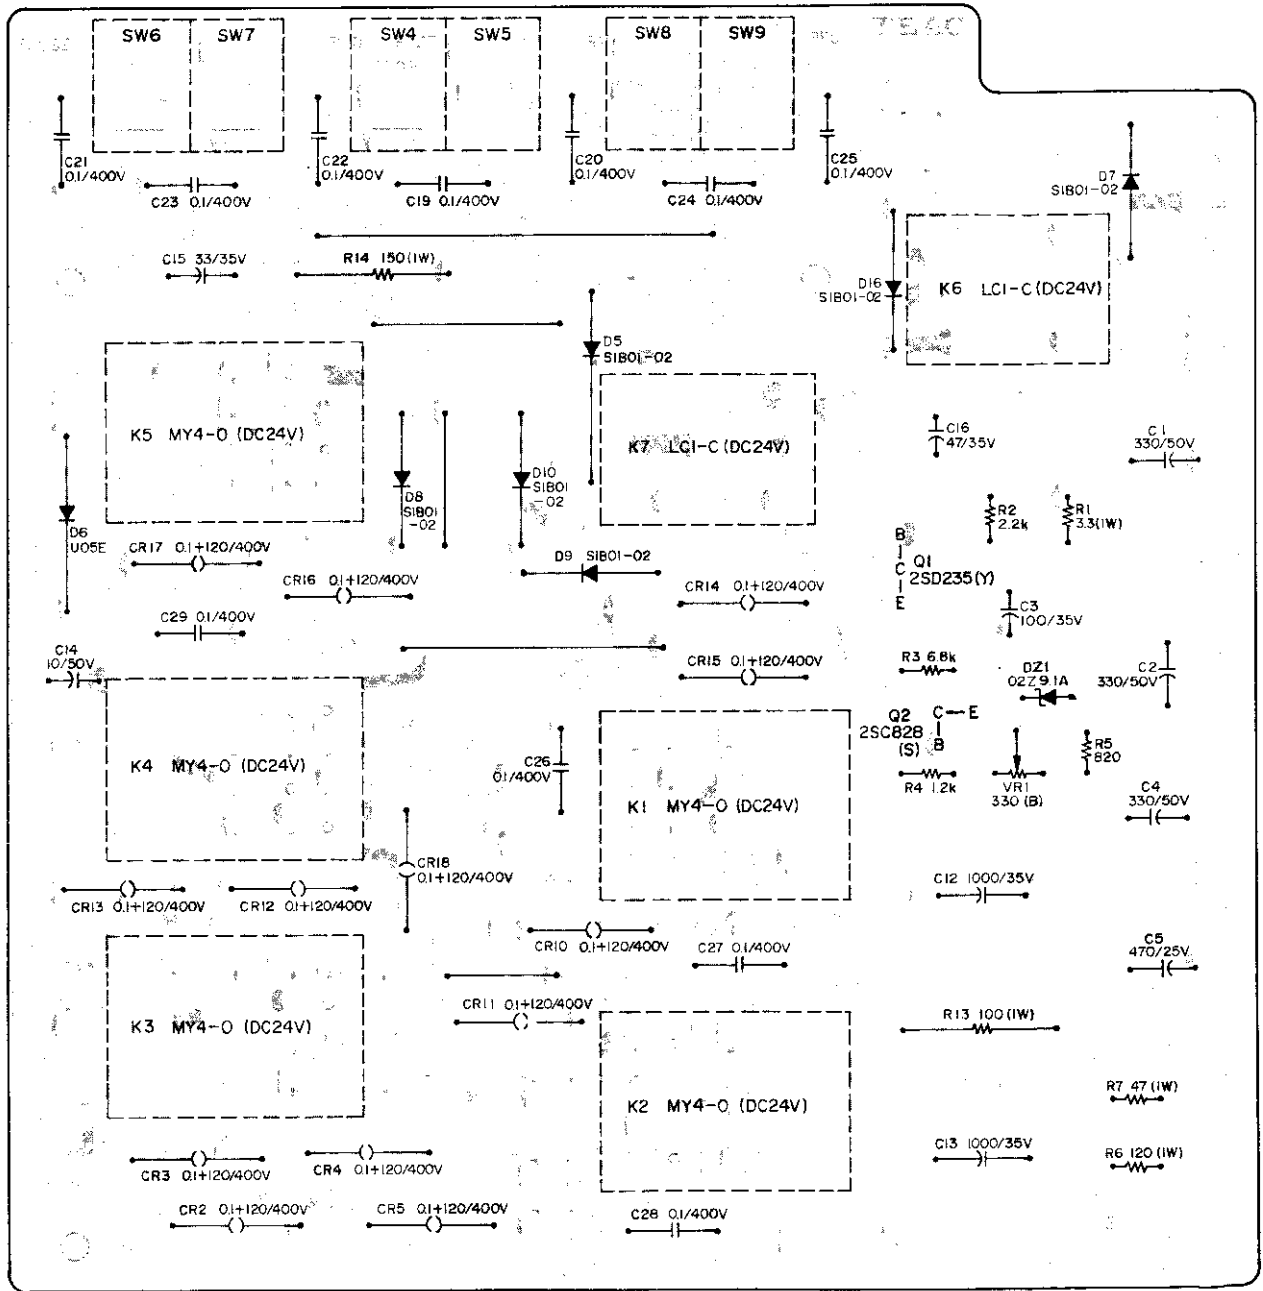 SW6
SW7
SW4
SW5
SW8
SW9
C21
0.1/400V
C22
0.1/400V
C20
0.1/400V
C25
0.1/400V
D7
S1B01-02
C23 0.1/400V
C19 0.1/400V
C24 0.1/400V
C15 33/35V
R14 150(1W)
D16
S1B01-02
K6 LC1-C(DC24V)
D5
S1B01-02
K5 MY4-0 (DC24V)
K7 LC1-C(DC24V)
C16
47/35V
C1
330/50V
D8
S1B01
-02
D10
S1B01
-02
D6
U05E
R2
2.2k
R1
3.3(1W)
CR17 0.1+120/400V
D9 S1B01-02
B
C
E
Q1
2SD235(Y)
CR16 0.1+120/400V
CR14 0.1+120/400V
C3
100/35V
C29 0.1/400V
C14
10/50V
CR15 0.1+120/400V
R3 6.8k
DZ1
02Z9.1A
C2
330/50V
Q2
2SC828
(S)
C-E
B
R5
820
K4 MY4-0 (DC24V)
C26
0.1/400V
K1 MY4-0 (DC24V)
R4 1.2k
VR1
330 (B)
C4
330/50V
CR18
0.1+120/400V
CR13 0.1+120/400V
CR12 0.1+120/400V
C12 1000/35V
CR10 0.1+120/400V
C27 0.1/400V
C5
470/25V
CR11 0.1+120/400V
K3 MY4-0 (DC24V)
R13 100(1W)
K2 MY4-0 (DC24V)
R7 47(1W)
C13 1000/35V
R6 120(1W)
CR3 0.1+120/400V
CR4 0.1+120/400V
CR2 0.1+120/400V
CR5 0.1+120/400V
C28 0.1/400V